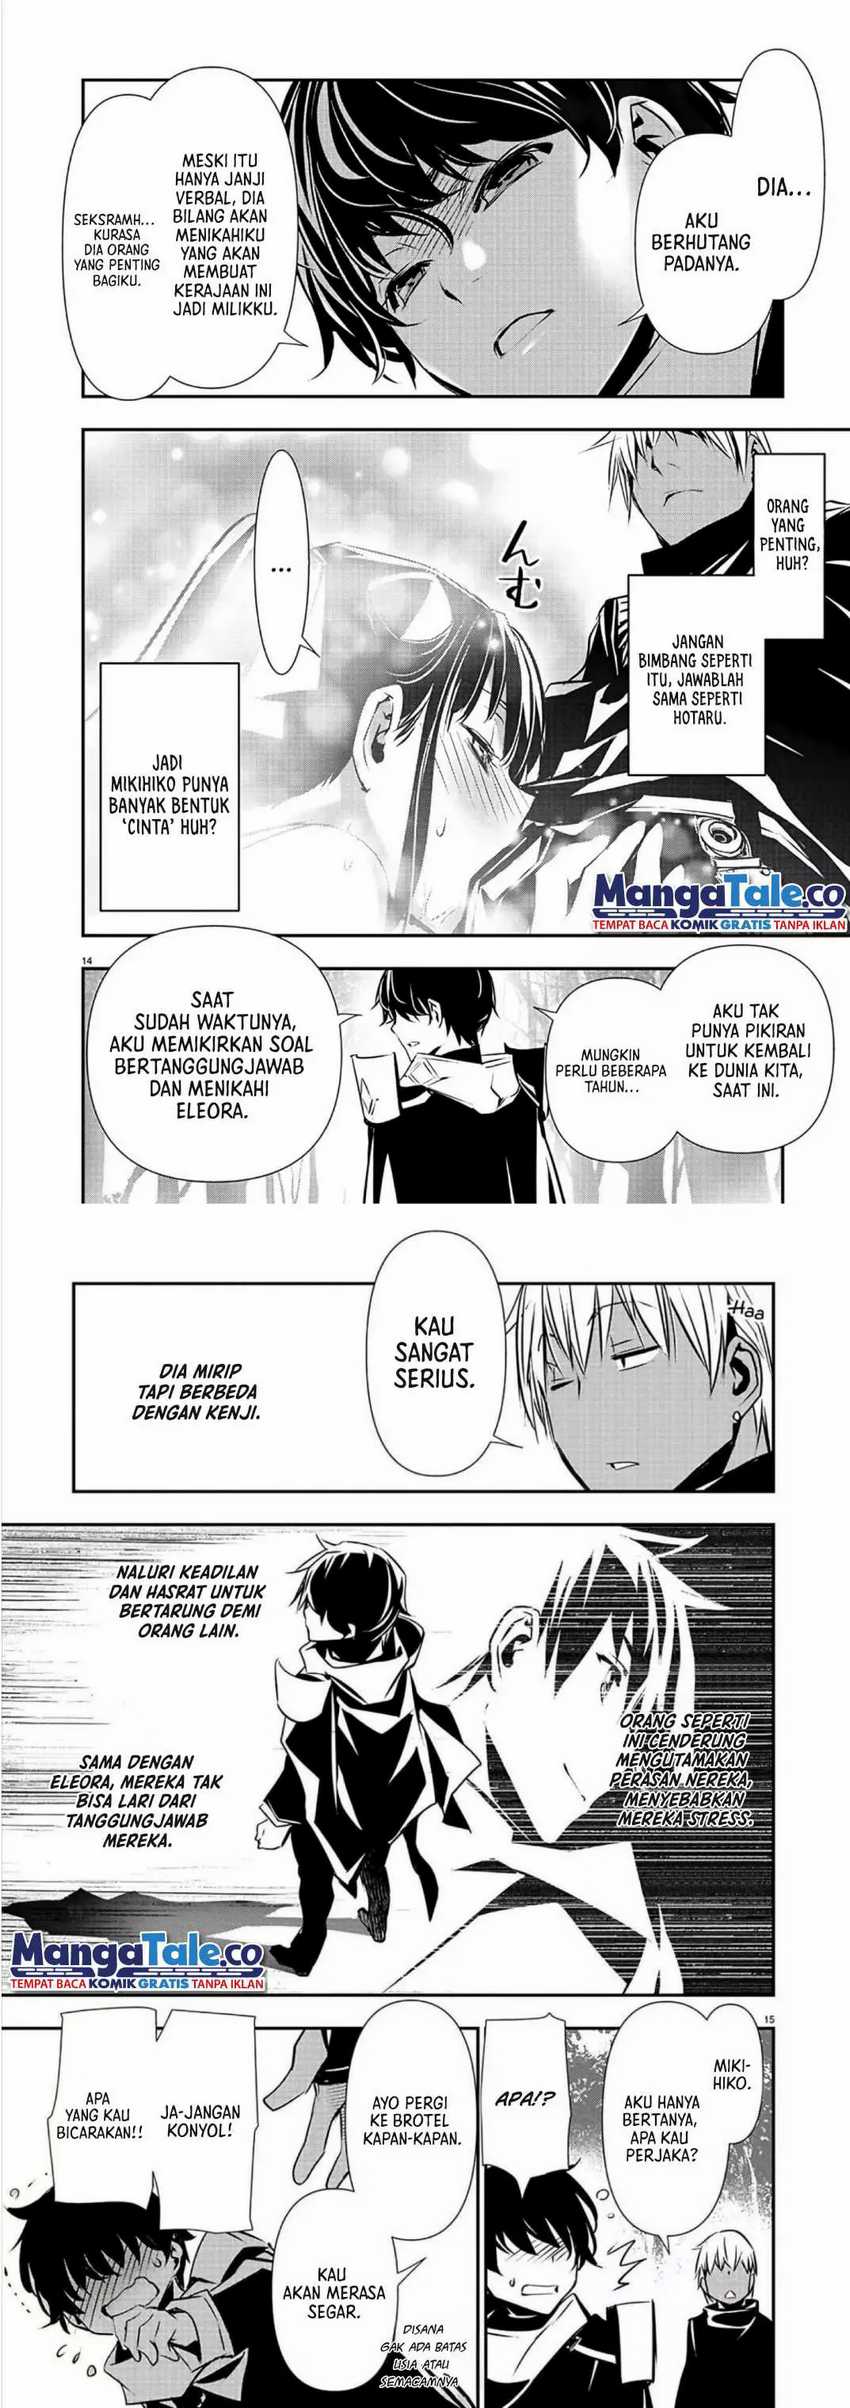 DIA...
AKU
BERHUTANG
PADANYA.
MESKI ITU
HANYA JANJI
VERBAL, DIA
BILANG AKAN
MENIKAHIKU
YANG AKAN
MEMBUAT
KERAJAAN INI
JADI MILIKKU.
SEKSRAMH...
KURASA
DIA ORANG
YANG PENTING
BAGIKU.
ORANG
YANG
PENTING,
HUH?
JANGAN
BIMBANG SEPERTI
ITU, JAWABLAH
SAMA SEPERTI
HOTARU.
んむ
...
JADI
MIKIHIKO PUNYA
BANYAK BENTUK
‘CINTA’ HUH?
MANGATALE.CO
TEMPAT BACA KOMIK GRATIS TANPA IKLAN
14
AKU TAK
PUNYA PIKIRAN
UNTUK KEMBALI
KE DUNIA KITA,
SAAT INI.
MUNGKIN
PERLU BEBERAPA
TAHUN...
SAAT
SUDAH WAKTUNYA,
AKU MEMIKIRKAN SOAL
BERTANGGUNGJAWAB
DAN MENIKAHI
ELEORA.
Haa
KAU
SANGAT
SERIUS.
DIA MIRIP
TAPI BERBEDA
DENGAN KENJI.
NALURI KEADILAN
DAN HASRAT UNTUK
BERTARUNG DEMI
ORANG LAIN.
ORANG SEPERTI
INI CENDERUNG
MENGUTAMAKAN
PERASAN NEREKA,
MENYEBABKAN
MEREKA STRESS.
SAMA DENGAN
ELEORA, MEREKA TAK
BISA LARI DARI
TANGGUNGJAWAB
MEREKA.
MANGATALE.CO
TEMPAT BACA KOMIK GRATIS TANPA IKLAN
15
MIKI-
HIKO.
AKU HANYA
BERTANYA,
APA KAU
PERJAKA?
APA!?
AYO PERGI
KE BROTEL
KAPAN-KAPAN.
KAU
AKAN MERASA
SEGAR.
DISANA
GAK ADA BATAS
USIA ATAU
SEMACAMNYA
JA-JANGAN
KONYOL!
APA
YANG KAU
BICARAKAN!!